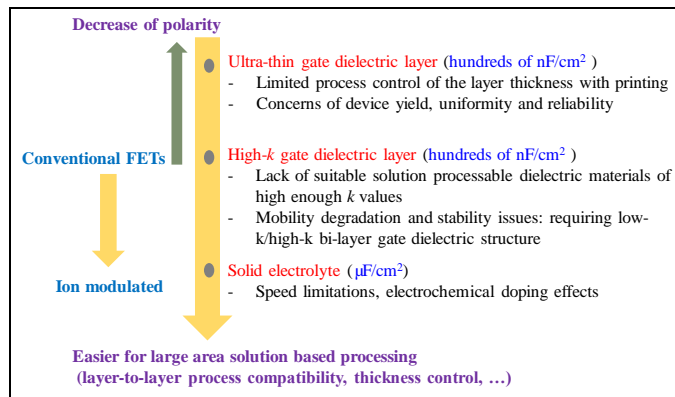 Decrease of polarity
Ultra-thin gate dielectric layer (hundreds of nF/cm² )
- Limited process control of the layer thickness with printing
- Concerns of device yield, uniformity and reliability
Conventional FETs
High-k gate dielectric layer (hundreds of nF/cm² )
- Lack of suitable solution processable dielectric materials of
high enough k values
- Mobility degradation and stability issues: requiring low-
k/high-k bi-layer gate dielectric structure
Ion modulated
Solid electrolyte (µF/cm²)
- Speed limitations, electrochemical doping effects
Easier for large area solution based processing
(layer-to-layer process compatibility, thickness control, …)